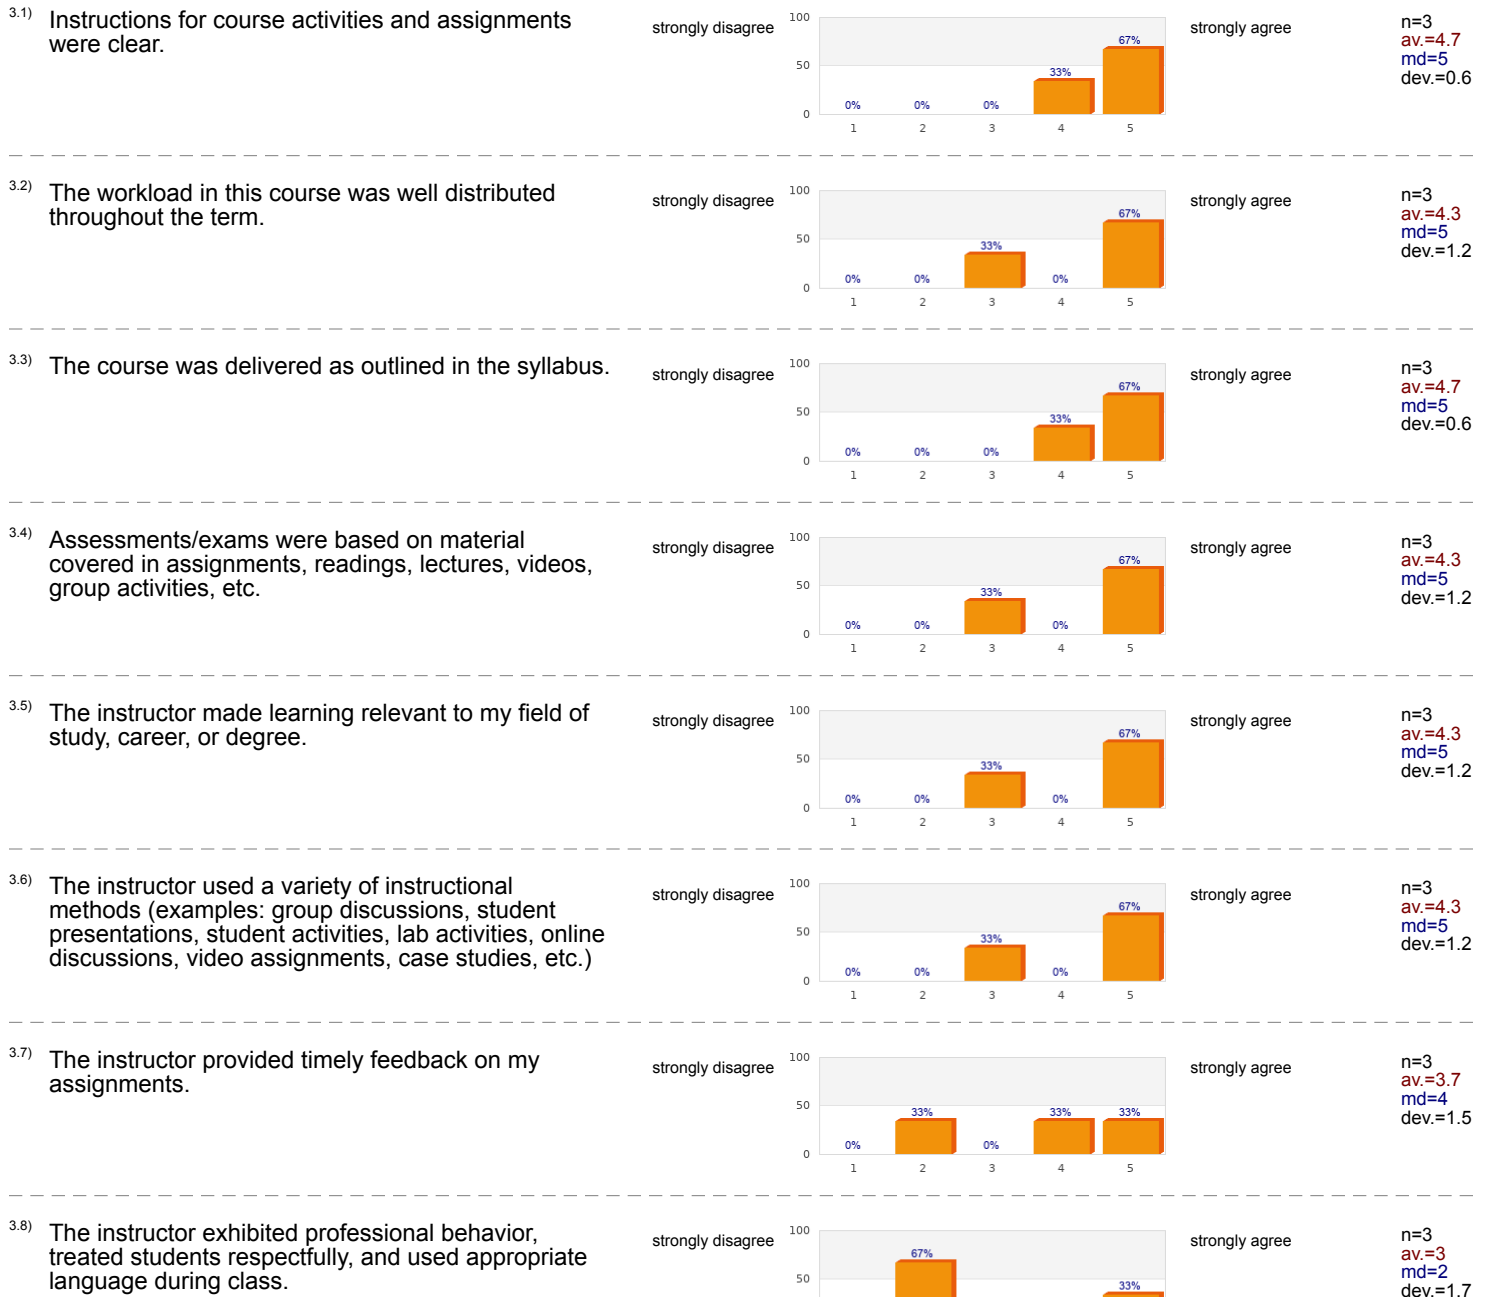 3.1) Instructions for course activities and assignments
were clear.
strongly disagree
100
50
0
0% 0% 0% 33% 67%
1 2 3 4 5
strongly agree
n=3
av.=4.7
md=5
dev.=0.6
3.2) The workload in this course was well distributed
throughout the term.
strongly disagree
100
50
0
0% 0% 33% 0% 67%
1 2 3 4 5
strongly agree
n=3
av.=4.3
md=5
dev.=1.2
3.3) The course was delivered as outlined in the syllabus.
strongly disagree
100
50
0
0% 0% 0% 33% 67%
1 2 3 4 5
strongly agree
n=3
av.=4.7
md=5
dev.=0.6
3.4) Assessments/exams were based on material
covered in assignments, readings, lectures, videos,
group activities, etc.
strongly disagree
100
50
0
0% 0% 33% 0% 67%
1 2 3 4 5
strongly agree
n=3
av.=4.3
md=5
dev.=1.2
3.5) The instructor made learning relevant to my field of
study, career, or degree.
strongly disagree
100
50
0
0% 0% 33% 0% 67%
1 2 3 4 5
strongly agree
n=3
av.=4.3
md=5
dev.=1.2
3.6) The instructor used a variety of instructional
methods (examples: group discussions, student
presentations, student activities, lab activities, online
discussions, video assignments, case studies, etc.)
strongly disagree
100
50
0
0% 0% 33% 0% 67%
1 2 3 4 5
strongly agree
n=3
av.=4.3
md=5
dev.=1.2
3.7) The instructor provided timely feedback on my
assignments.
strongly disagree
100
50
0
0% 33% 0% 33% 33%
1 2 3 4 5
strongly agree
n=3
av.=3.7
md=4
dev.=1.5
3.8) The instructor exhibited professional behavior,
treated students respectfully, and used appropriate
language during class.
strongly disagree
100
50
67% 33%
strongly agree
n=3
av.=3
md=2
dev.=1.7